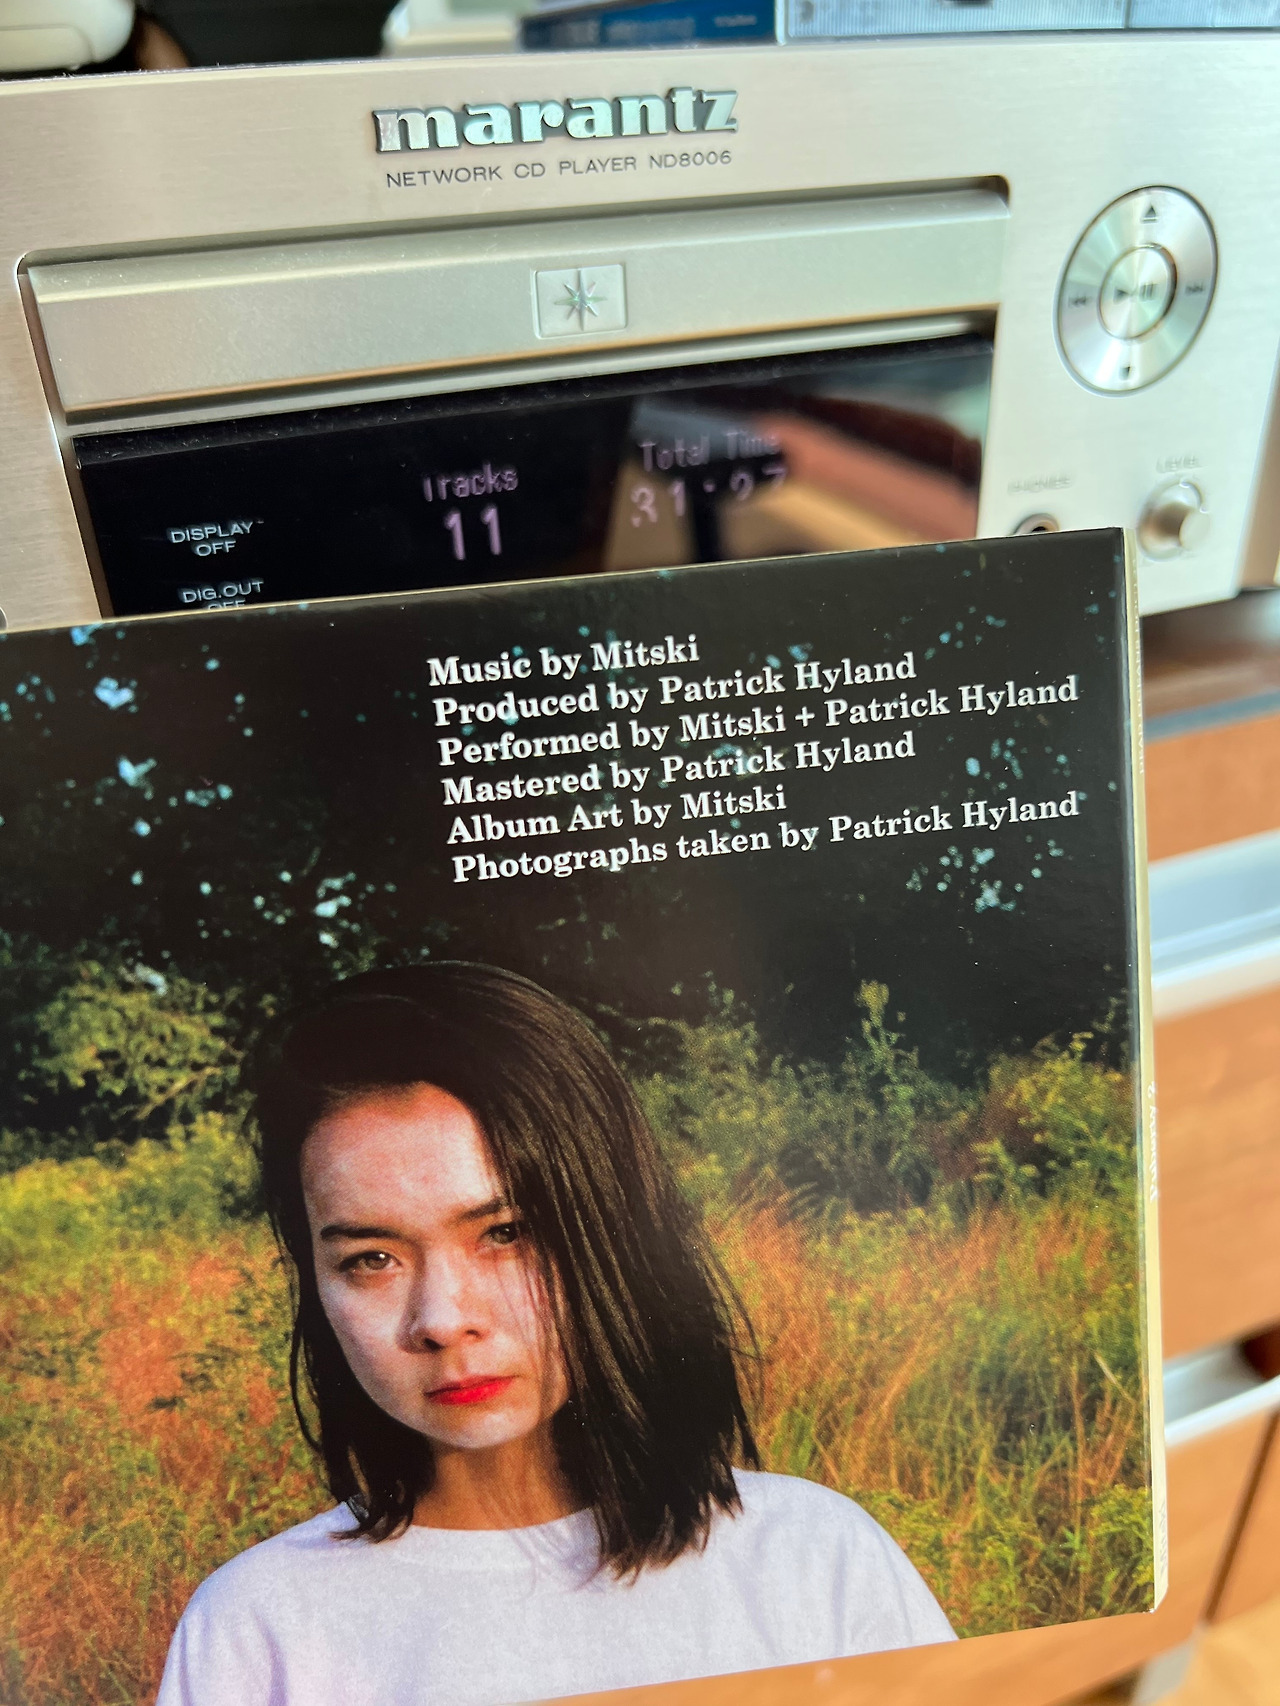 marantz
NETWORK CD PLAYER ND8006
Tracks
Total Time
11
DISPLAY
OFF
DIG.OUT
OFF
LEVEL
Music by Mitski
Produced by Patrick Hyland
Performed by Mitski + Patrick Hyland
Mastered by Patrick Hyland
Album Art by Mitski
Photographs taken by Patrick Hyland